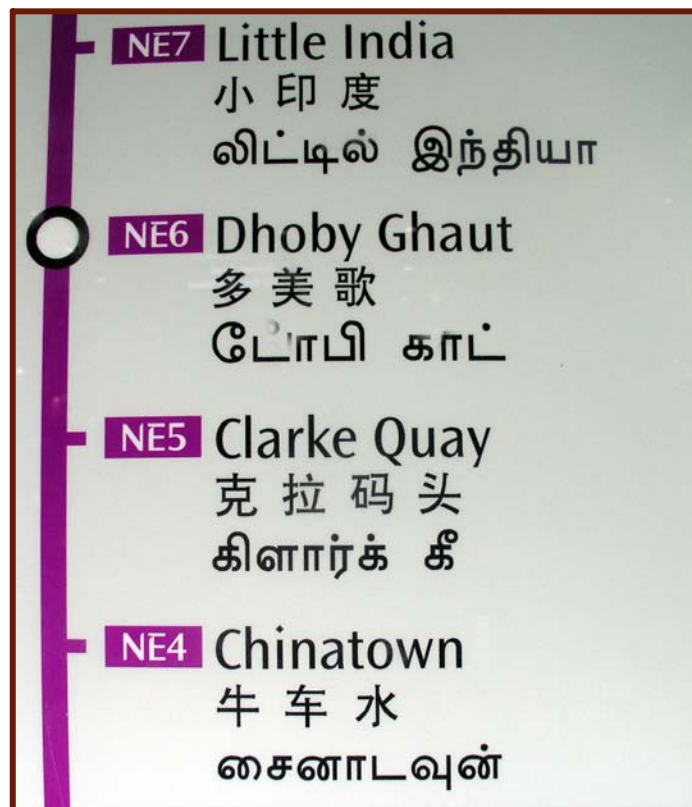 NE7 Little India
小印度
லிட்டில் இந்தியா
NE6 Dhoby Ghaut
多美歌
டோபி காட்
NE5 Clarke Quay
克拉码头
கிளார்க் கீ
NE4 Chinatown
牛车水
சைனாடவுன்